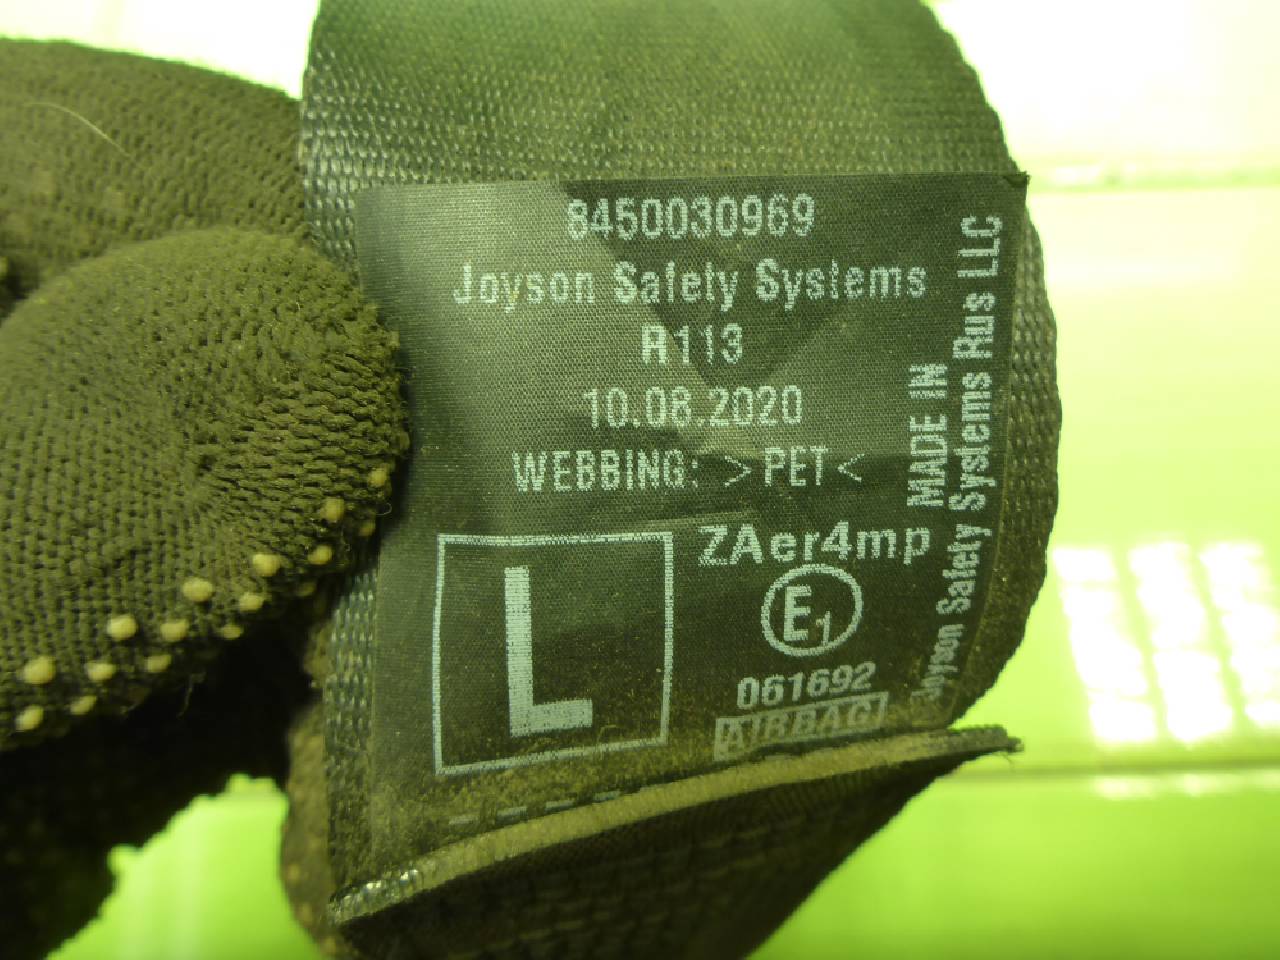 8450030969
Joyson Safety Systems
R113
10.08.2020
WEBBING: >PET<
MADE IN
Joyson Safety Systems Rus LLC
L
ZAer4mp
E1
061692
AIRBAG